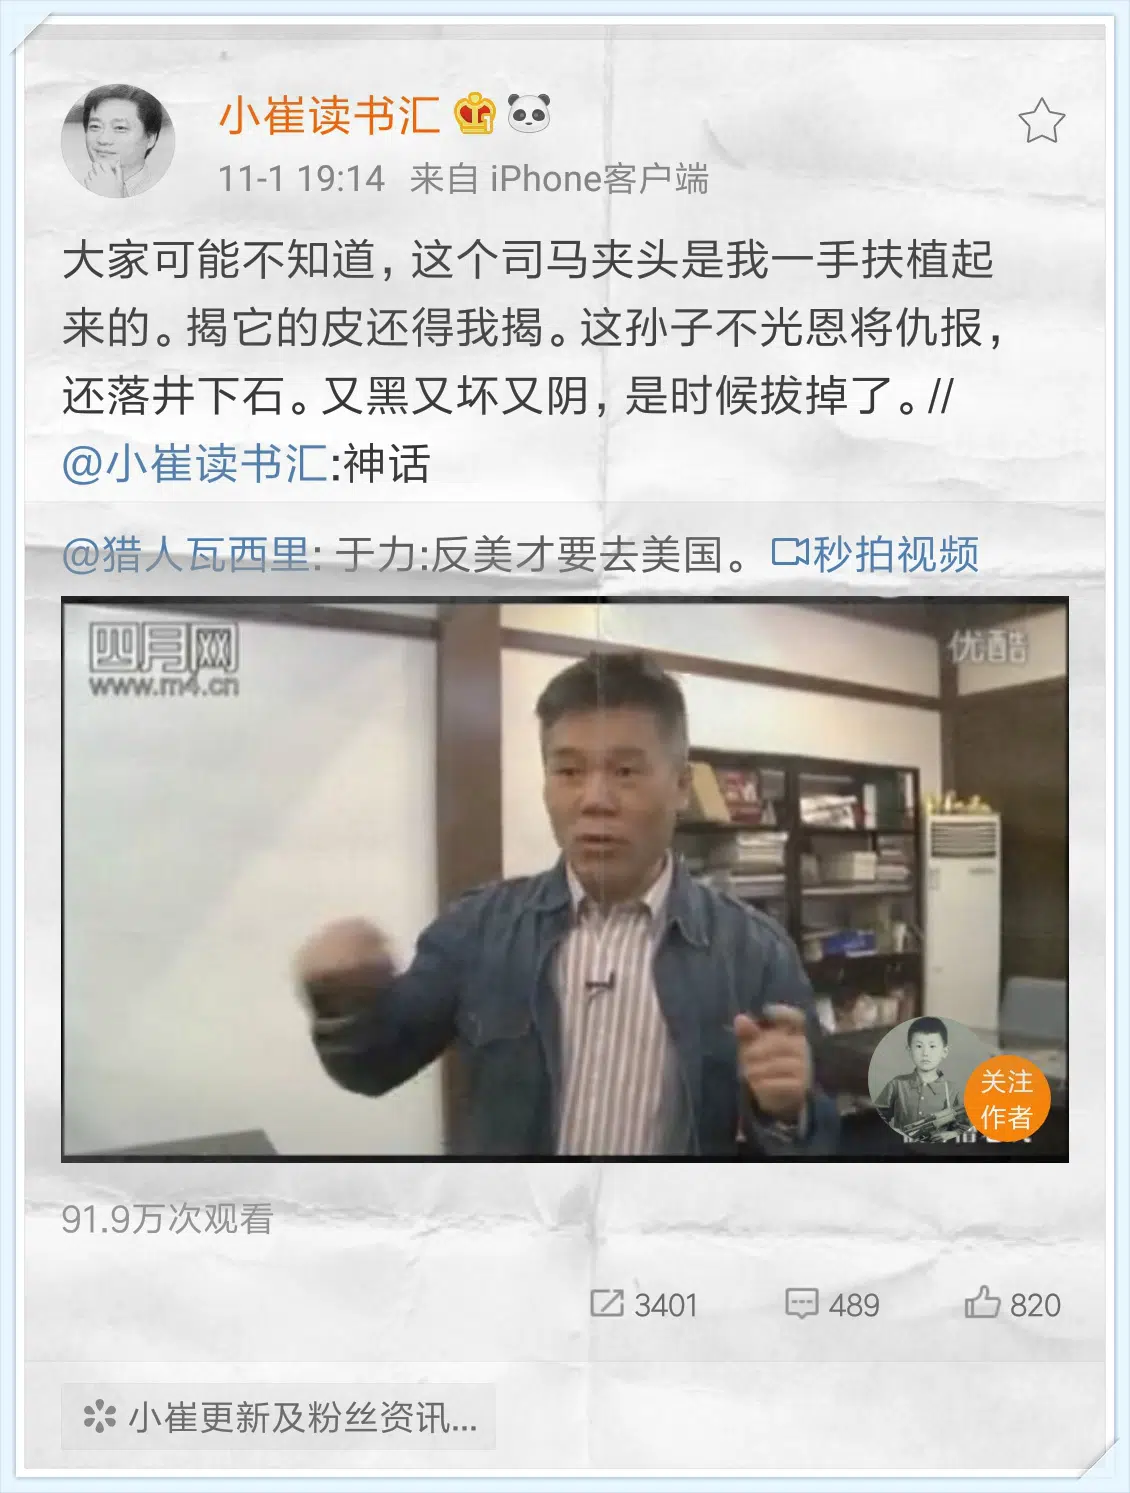 小崔读书汇
11-1 19:14 来自 iPhone客户端
大家可能不知道,这个司马夹头是我一手扶植起
来的。揭它的皮还得我揭。这孙子不光恩将仇报,
还落井下石。又黑又坏又阴,是时候拔掉了。//
@小崔读书汇:神话
@猎人瓦西里: 于力:反美才要去美国。秒拍视频
四月网
www.m4.cn
优酷
关注
作者
91.9万次观看
3401 489 820
小崔更新及粉丝资讯...